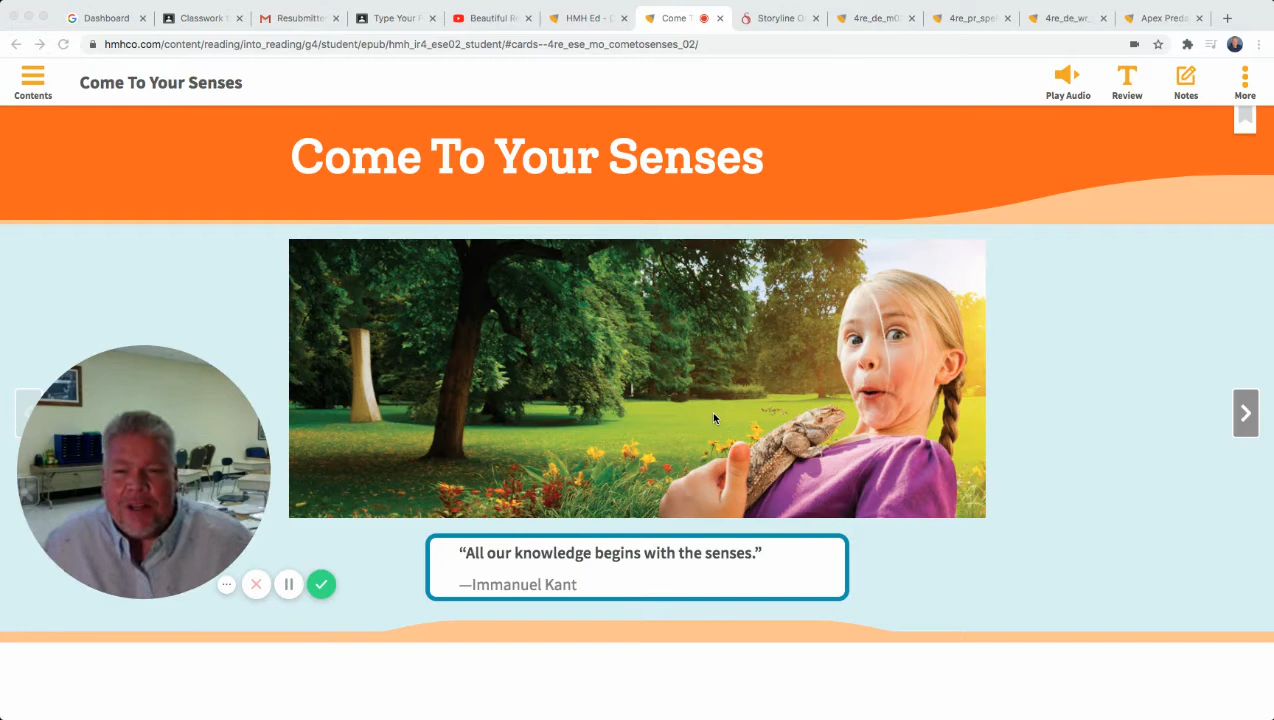 Dashboard
Classwork
Resubmitte
Type Your
Beautiful
HMH Ed -
Come T
Storyline O
4re_de_m0
4re_pr_spel
4re_de_wr_
Apex Preda
hmhco.com/content/reading/into_reading/g4/student/epub/hmh_ir4_ese02_student/#cards--4re_ese_mo_cometosenses_02/
Contents
Come To Your Senses
Play Audio
Review
Notes
More
Come To Your Senses
“All our knowledge begins with the senses.”
—Immanuel Kant